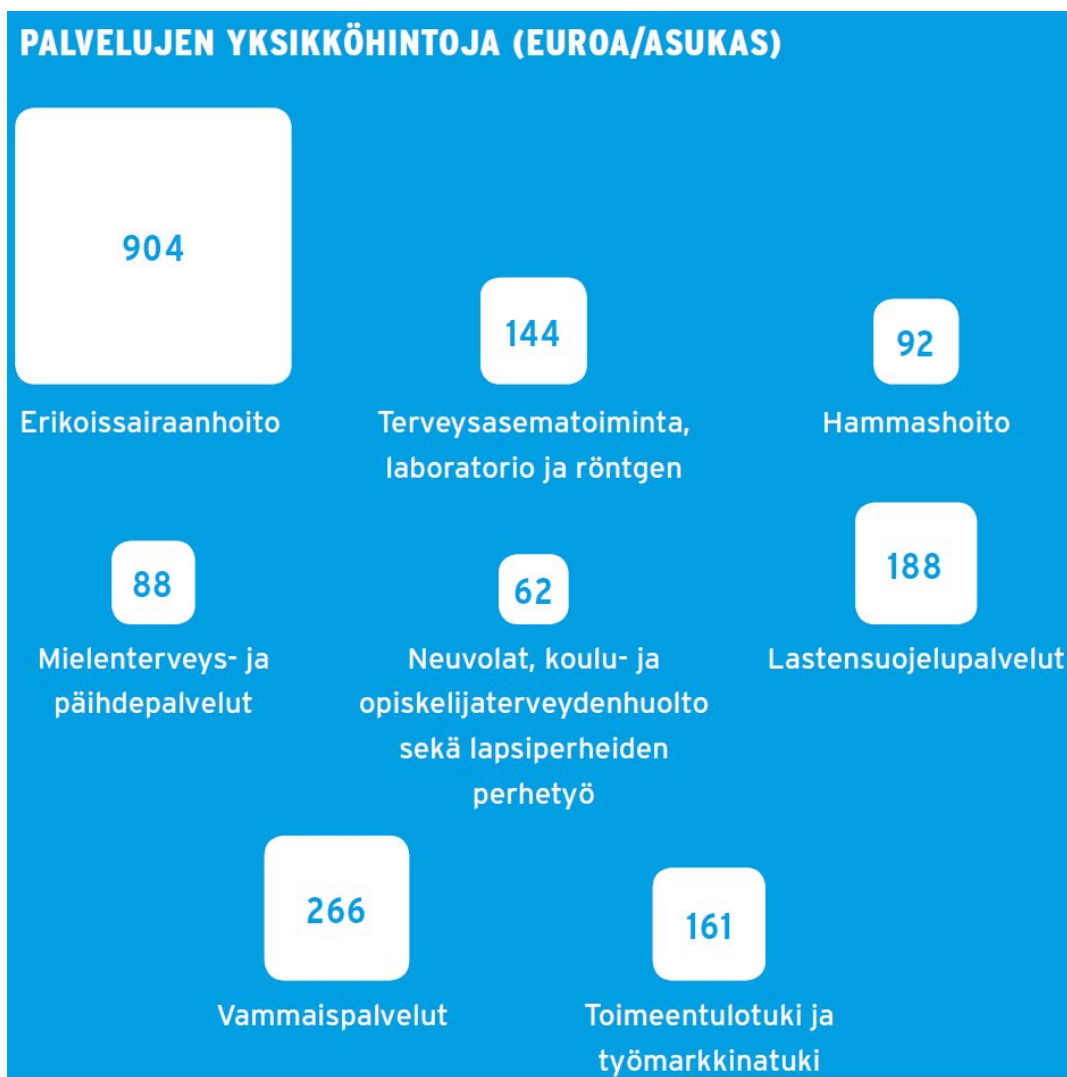 PALVELUJEN YKSIKKÖHINTOJA (EUROA/ASUKAS)
904
Erikoissairaanhoito
144
Terveysasematoiminta,
laboratorio ja röntgen
92
Hammashoito
88
Mielenterveys- ja
päihdepalvelut
62
Neuvolat, koulu- ja
opiskelijaterveydenhuolto
sekä lapsiperheiden
perhetyö
188
Lastensuojelupalvelut
266
Vammaispalvelut
161
Toimeentulotuki ja
työmarkkinatuki